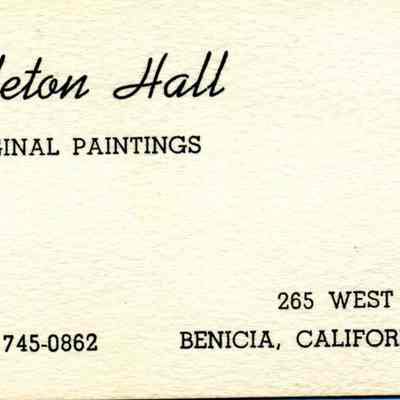 leton Hall
GINAL PAINTINGS
265 WEST
745-0862
BENICIA, CALIFOR